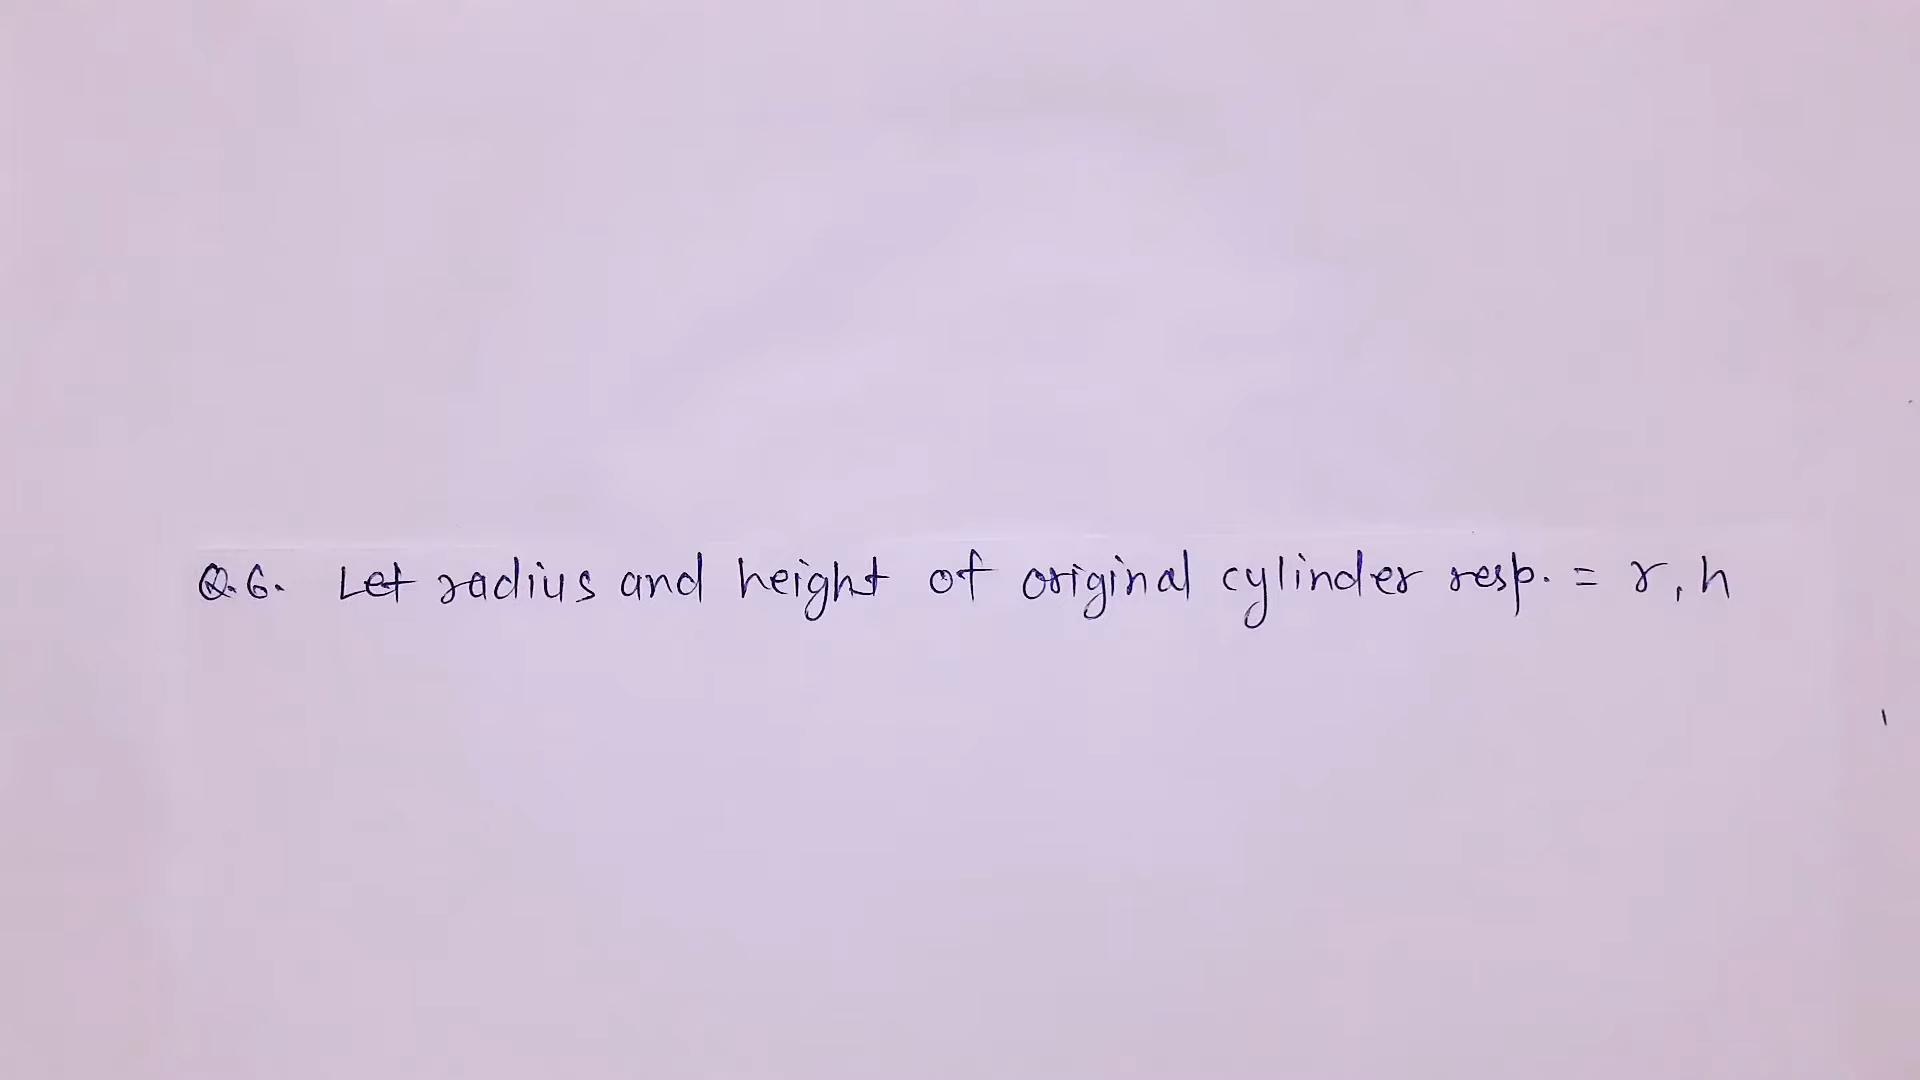 Q.6. Let radius and height of original cylinder resp. = r, h